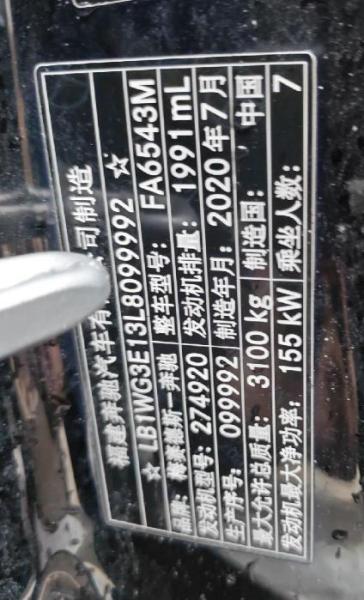 福建奔驰汽车有 公司制造
☆ LB1WG3E13L8099992 ☆
品牌: 梅赛德斯-奔驰 整车型号: FA6543M
发动机型号: 274920 发动机排量: 1991mL
生产序号: 099992 制造年月: 2020年7月
最大允许总质量: 3100 kg 制造国: 中国
发动机最大净功率: 155 kW 乘坐人数: 7